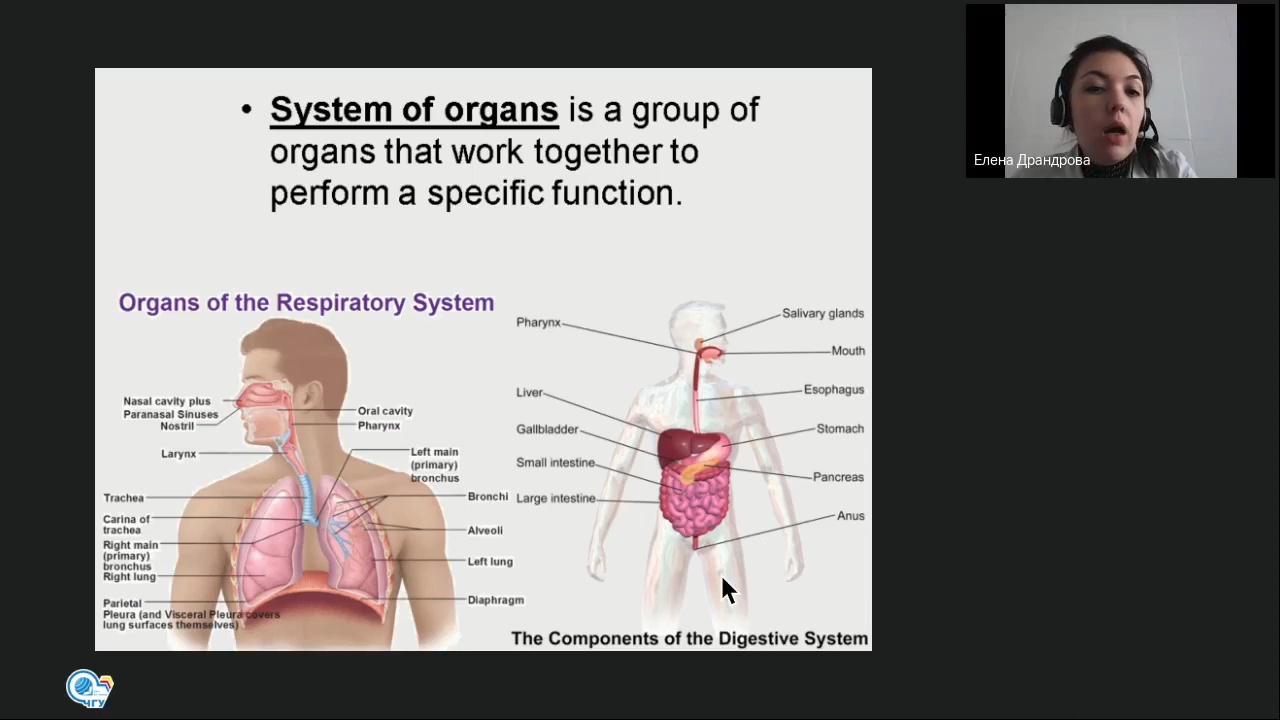 • System of organs is a group of
organs that work together to
perform a specific function.
Organs of the Respiratory System
Nasal cavity plus
Paranasal Sinuses
Nostril
Larynx
Trachea
Carina of
trachea
Right main
(primary)
bronchus
Right lung
Parietal
Pleura (and Visceral Pleura covers
lung surfaces themselves)
Oral cavity
Pharynx
Left main
(primary)
bronchus
Bronchi
Alveoli
Left lung
Diaphragm
Pharynx
Liver
Gallbladder
Small intestine
Large intestine
Salivary glands
Mouth
Esophagus
Stomach
Pancreas
Anus
The Components of the Digestive System
Елена Драндрова
ЧГУ